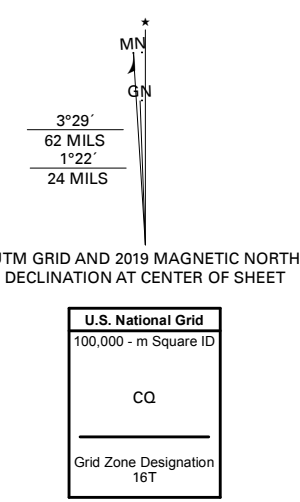 ★
MN
GN
3°29´
62 MILS
1°22´
24 MILS
UTM GRID AND 2019 MAGNETIC NORTH
DECLINATION AT CENTER OF SHEET
U.S. National Grid
100,000 - m Square ID
CQ
Grid Zone Designation
16T